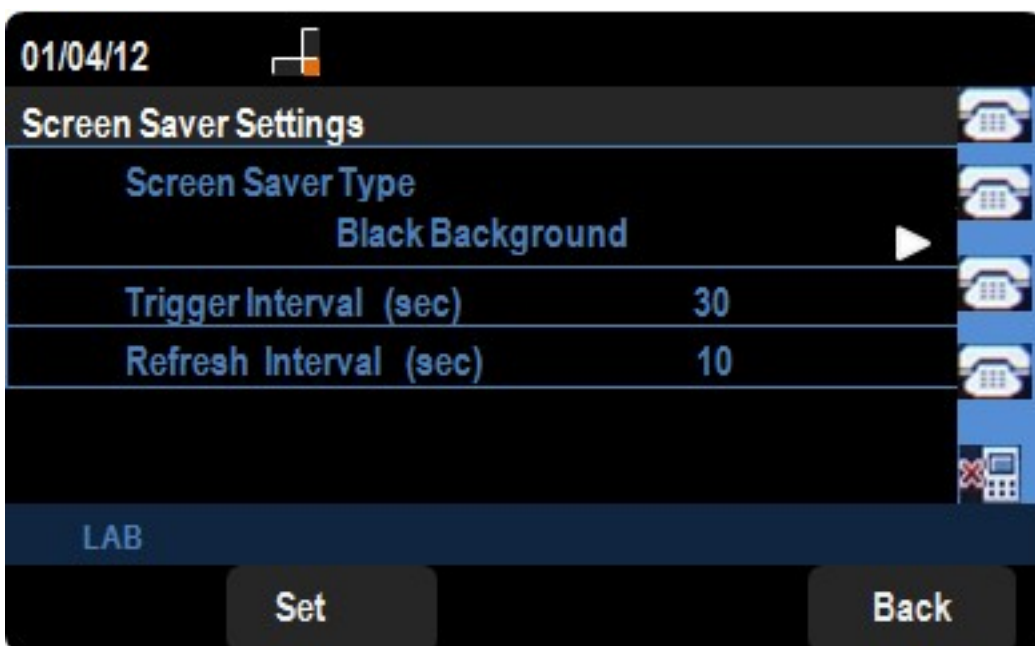 01/04/12
Screen Saver Settings
Screen Saver Type
Black Background
Trigger Interval (sec) 30
Refresh Interval (sec) 10
LAB
Set Back